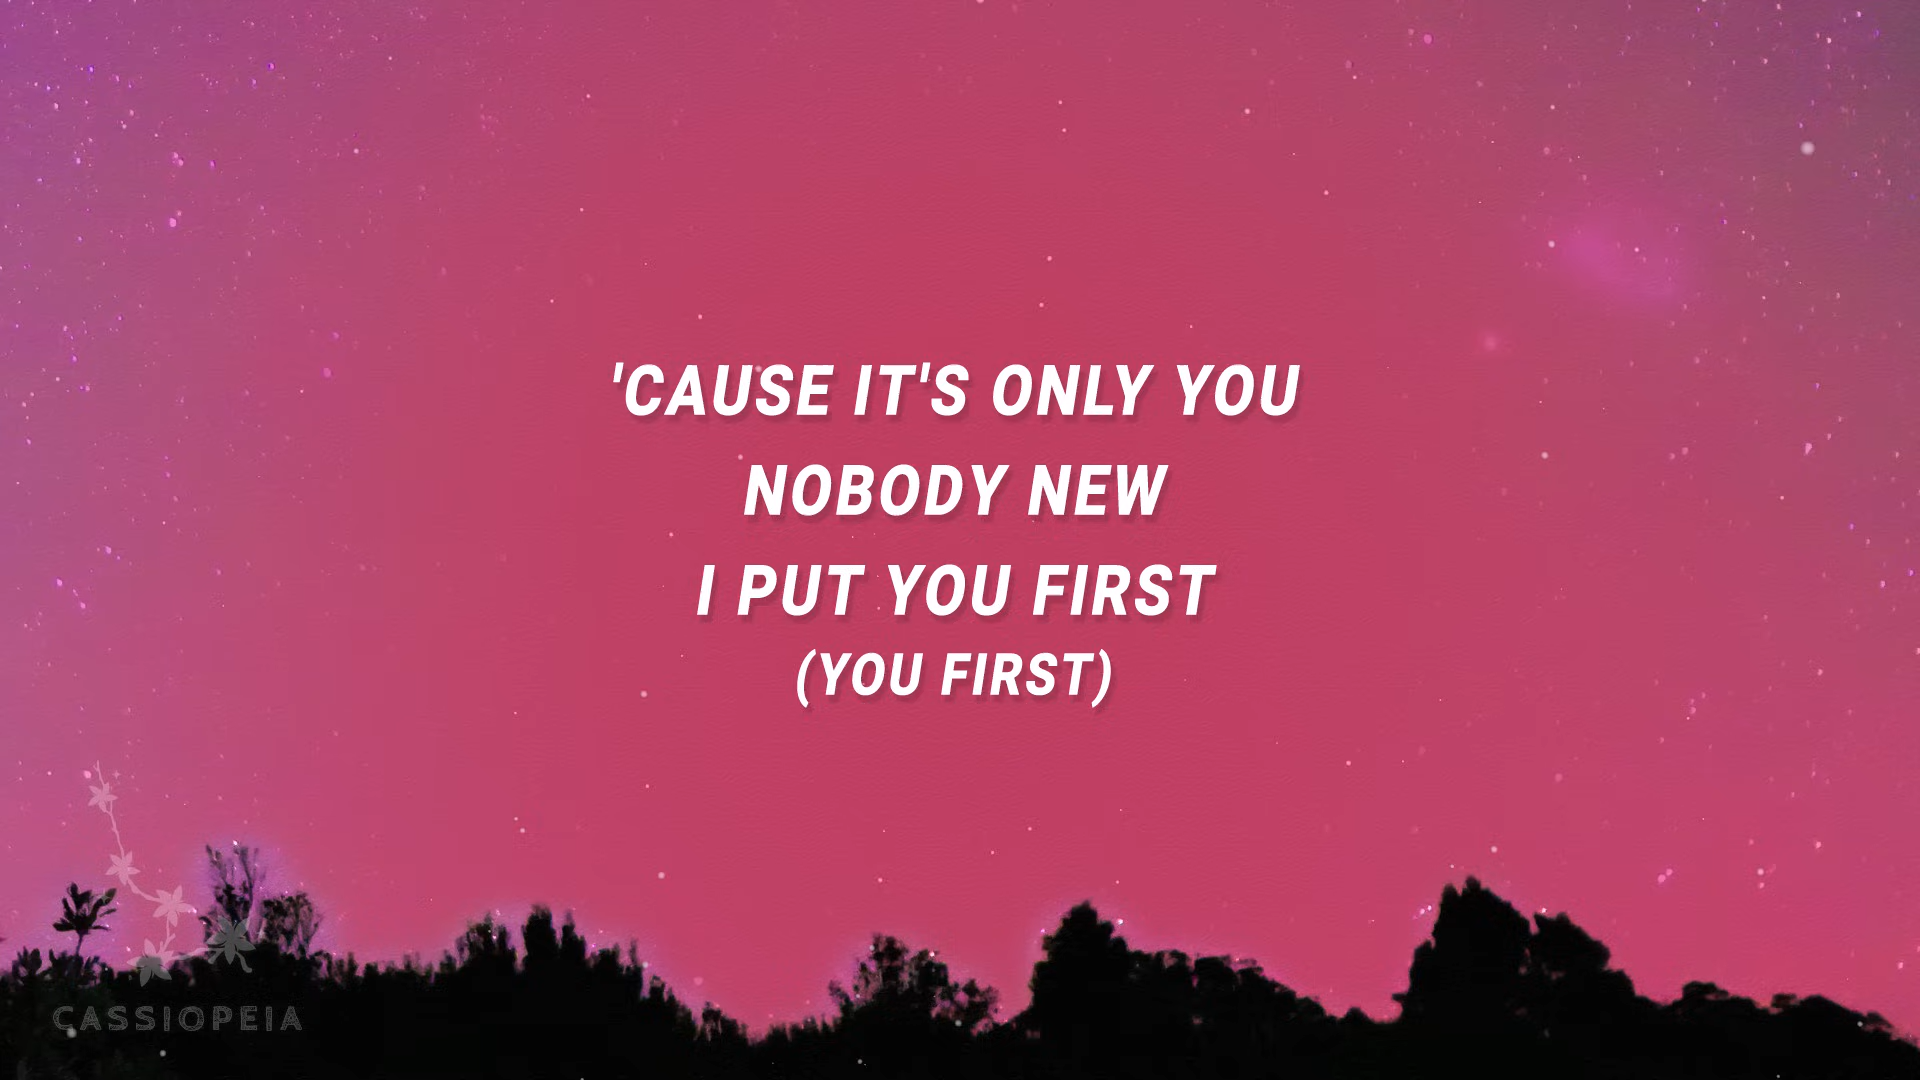 'CAUSE IT'S ONLY YOU
NOBODY NEW
I PUT YOU FIRST
(YOU FIRST)
CASSIOPEIA